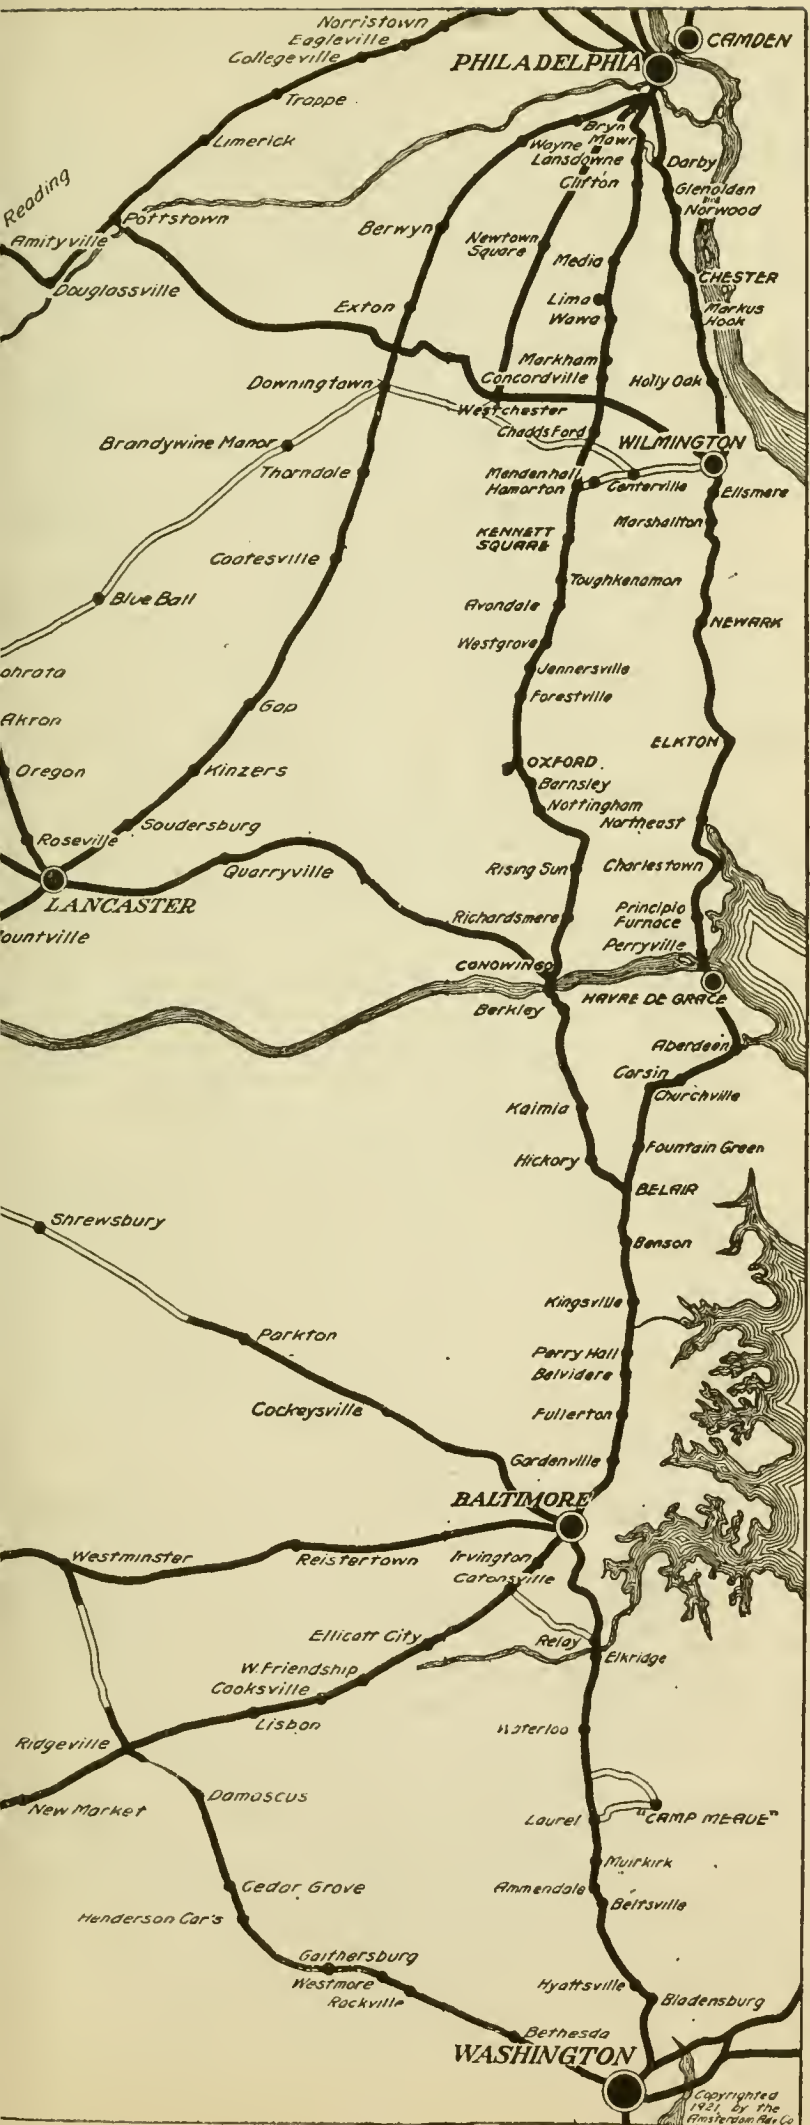 Norristown
Eagleville
Collegeville
Trappe
Limerick
Reading
Pottstown
Amityville
Douglassville
PHILADELPHIA
CAMDEN
Bryn
Mawr
Wayne
Lansdowne
Clifton
Darby
Glenolden
Norwood
Berwyn
Newtown
Square
Media
CHESTER
Exton
Lima
Wawa
Markus
Hook
Markham
Concordville
Holly Oak
Downingtown
Westchester
Chadds Ford
WILMINGTON
Brandywine Manor
Thorndale
Mendenhall
Hamorton
Centerville
Ellsmere
Marshallton
KENNETT
SQUARE
Coatesville
Toughkenamon
Blue Ball
Avondale
NEWARK
Westgrove
Jennersville
Forestville
ohrata
Akron
Gap
ELKTON
Oregon
Kinzers
OXFORD
Barnsley
Nottingham
Northeast
Roseville
Soudersburg
Quarryville
Rising Sun
Charlestown
LANCASTER
Richardsmere
Principio
Furnace
ountville
Perryville
CONOWINGO
HAVRE DE GRACE
Berkley
Aberdeen
Carsin
Churchville
Kaimia
Fountain Green
Hickory
BELAIR
Shrewsbury
Benson
Kingsville
Parkton
Perry Hall
Belvidere
Cockeysville
Fullerton
Gardenville
BALTIMORE
Westminster
Reistertown
Irvington
Catonsville
Ellicott City
Relay
Elkridge
W. Friendship
Cooksville
Lisbon
Waterloo
Ridgeville
New Market
Damascus
Laurel
"CAMP MEADE"
Muirkirk
Cedar Grove
Ammendale
Beltsville
Henderson Cor's
Gaithersburg
Westmore
Rockville
Hyattsville
Bladensburg
Bethesda
WASHINGTON
Copyrighted
1921, by the
Amsterdam Adv Co